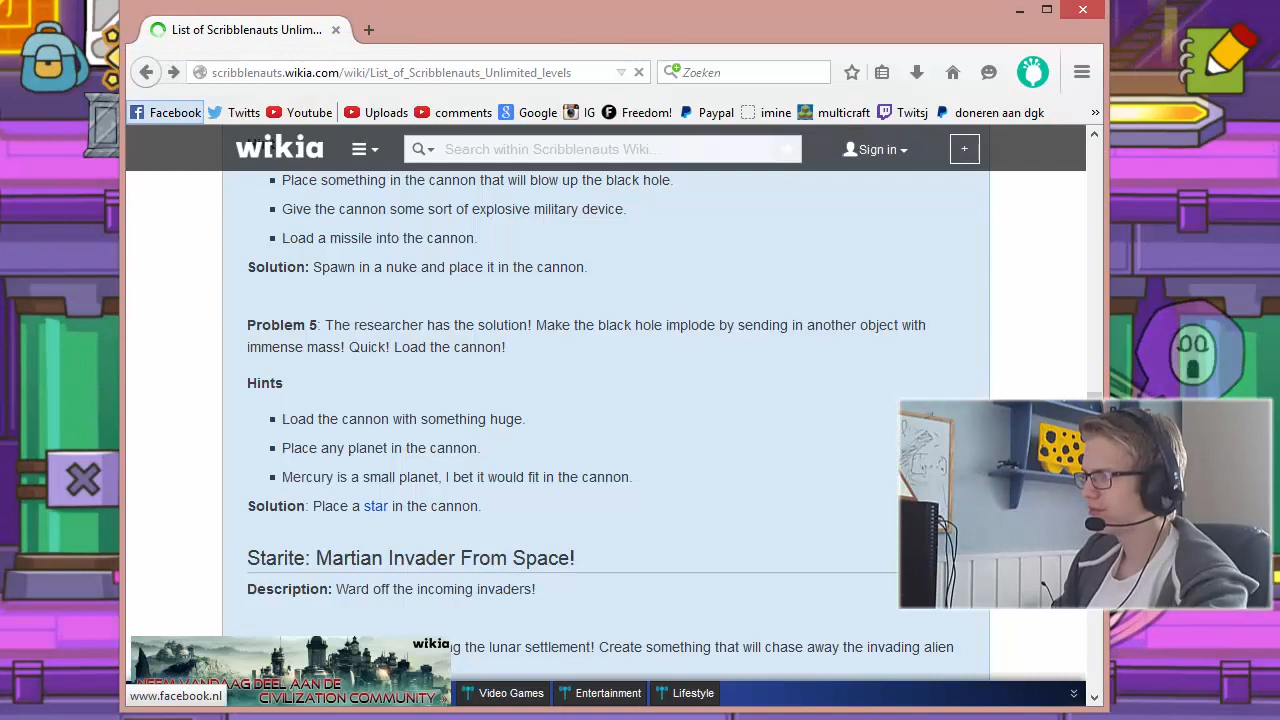 List of Scribblenauts Unlim...
scribblenauts.wikia.com/wiki/List_of_Scribblenauts_Unlimited_levels
Zoeken
Facebook Twitts Youtube Uploads comments Google IG Freedom! Paypal imine multicraft Twitsj doneren aan dgk »
wikia
Search within Scribblenauts Wiki...
Sign in
+
Place something in the cannon that will blow up the black hole.
Give the cannon some sort of explosive military device.
Load a missile into the cannon.
Solution: Spawn in a nuke and place it in the cannon.
Problem 5: The researcher has the solution! Make the black hole implode by sending in another object with
immense mass! Quick! Load the cannon!
Hints
Load the cannon with something huge.
Place any planet in the cannon.
Mercury is a small planet, I bet it would fit in the cannon.
Solution: Place a star in the cannon.
Starite: Martian Invader From Space!
Description: Ward off the incoming invaders!
the lunar settlement! Create something that will chase away the invading alien
wikia
NEEM VANDAAG DEEL AAN DE
CIVILIZATION COMMUNITY
www.facebook.nl
Video Games Entertainment Lifestyle